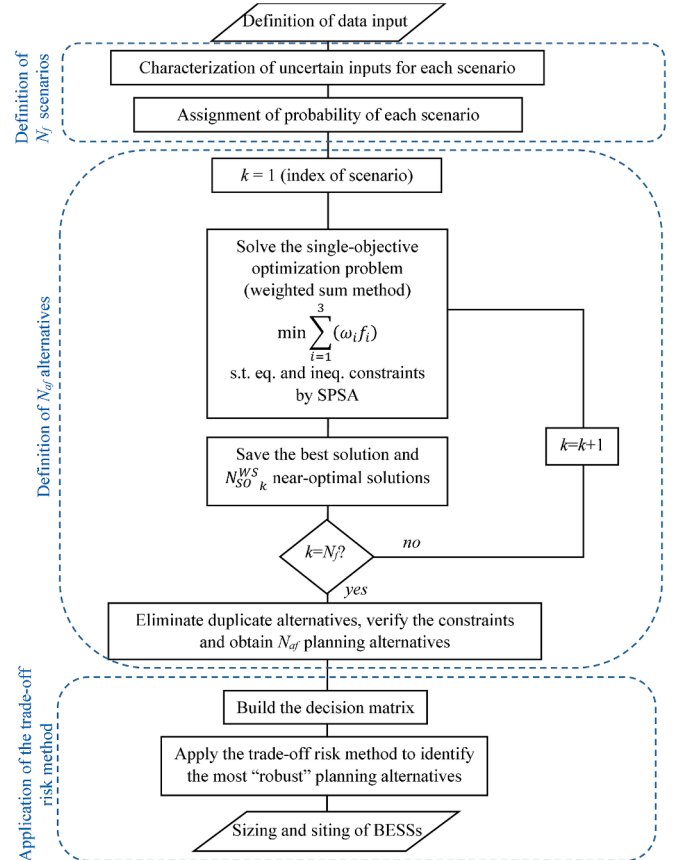 Definition of data input
Definition of
N_f scenarios
Characterization of uncertain inputs for each scenario
Assignment of probability of each scenario
Definition of N_af alternatives
k = 1 (index of scenario)
Solve the single-objective
optimization problem
(weighted sum method)
min ∑_{i=1}^{3} (ω_i f_i)
s.t. eq. and ineq. constraints
by SPSA
k=k+1
Save the best solution and
N_{SO}^{WS}_k near-optimal solutions
k=N_f?
no
yes
Eliminate duplicate alternatives, verify the constraints
and obtain N_af planning alternatives
Application of the trade-off
risk method
Build the decision matrix
Apply the trade-off risk method to identify
the most “robust” planning alternatives
Sizing and siting of BESSs